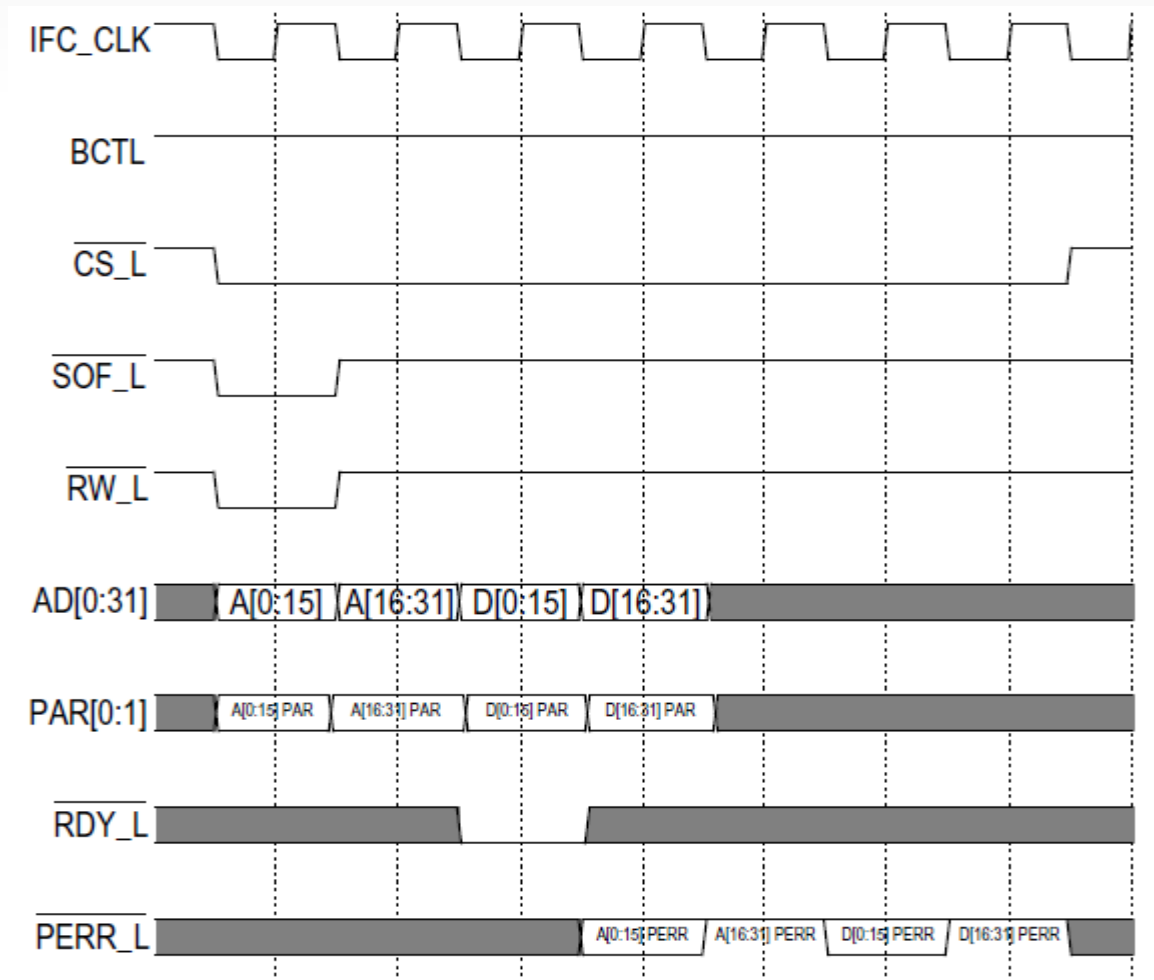 IFC_CLK
BCTL
CS_L
SOF_L
RW_L
AD[0:31] A[0:15] A[16:31] D[0:15] D[16:31]
PAR[0:1] A[0:15] PAR A[16:31] PAR D[0:15] PAR D[16:31] PAR
RDY_L
PERR_L A[0:15] PERR A[16:31] PERR D[0:15] PERR D[16:31] PERR